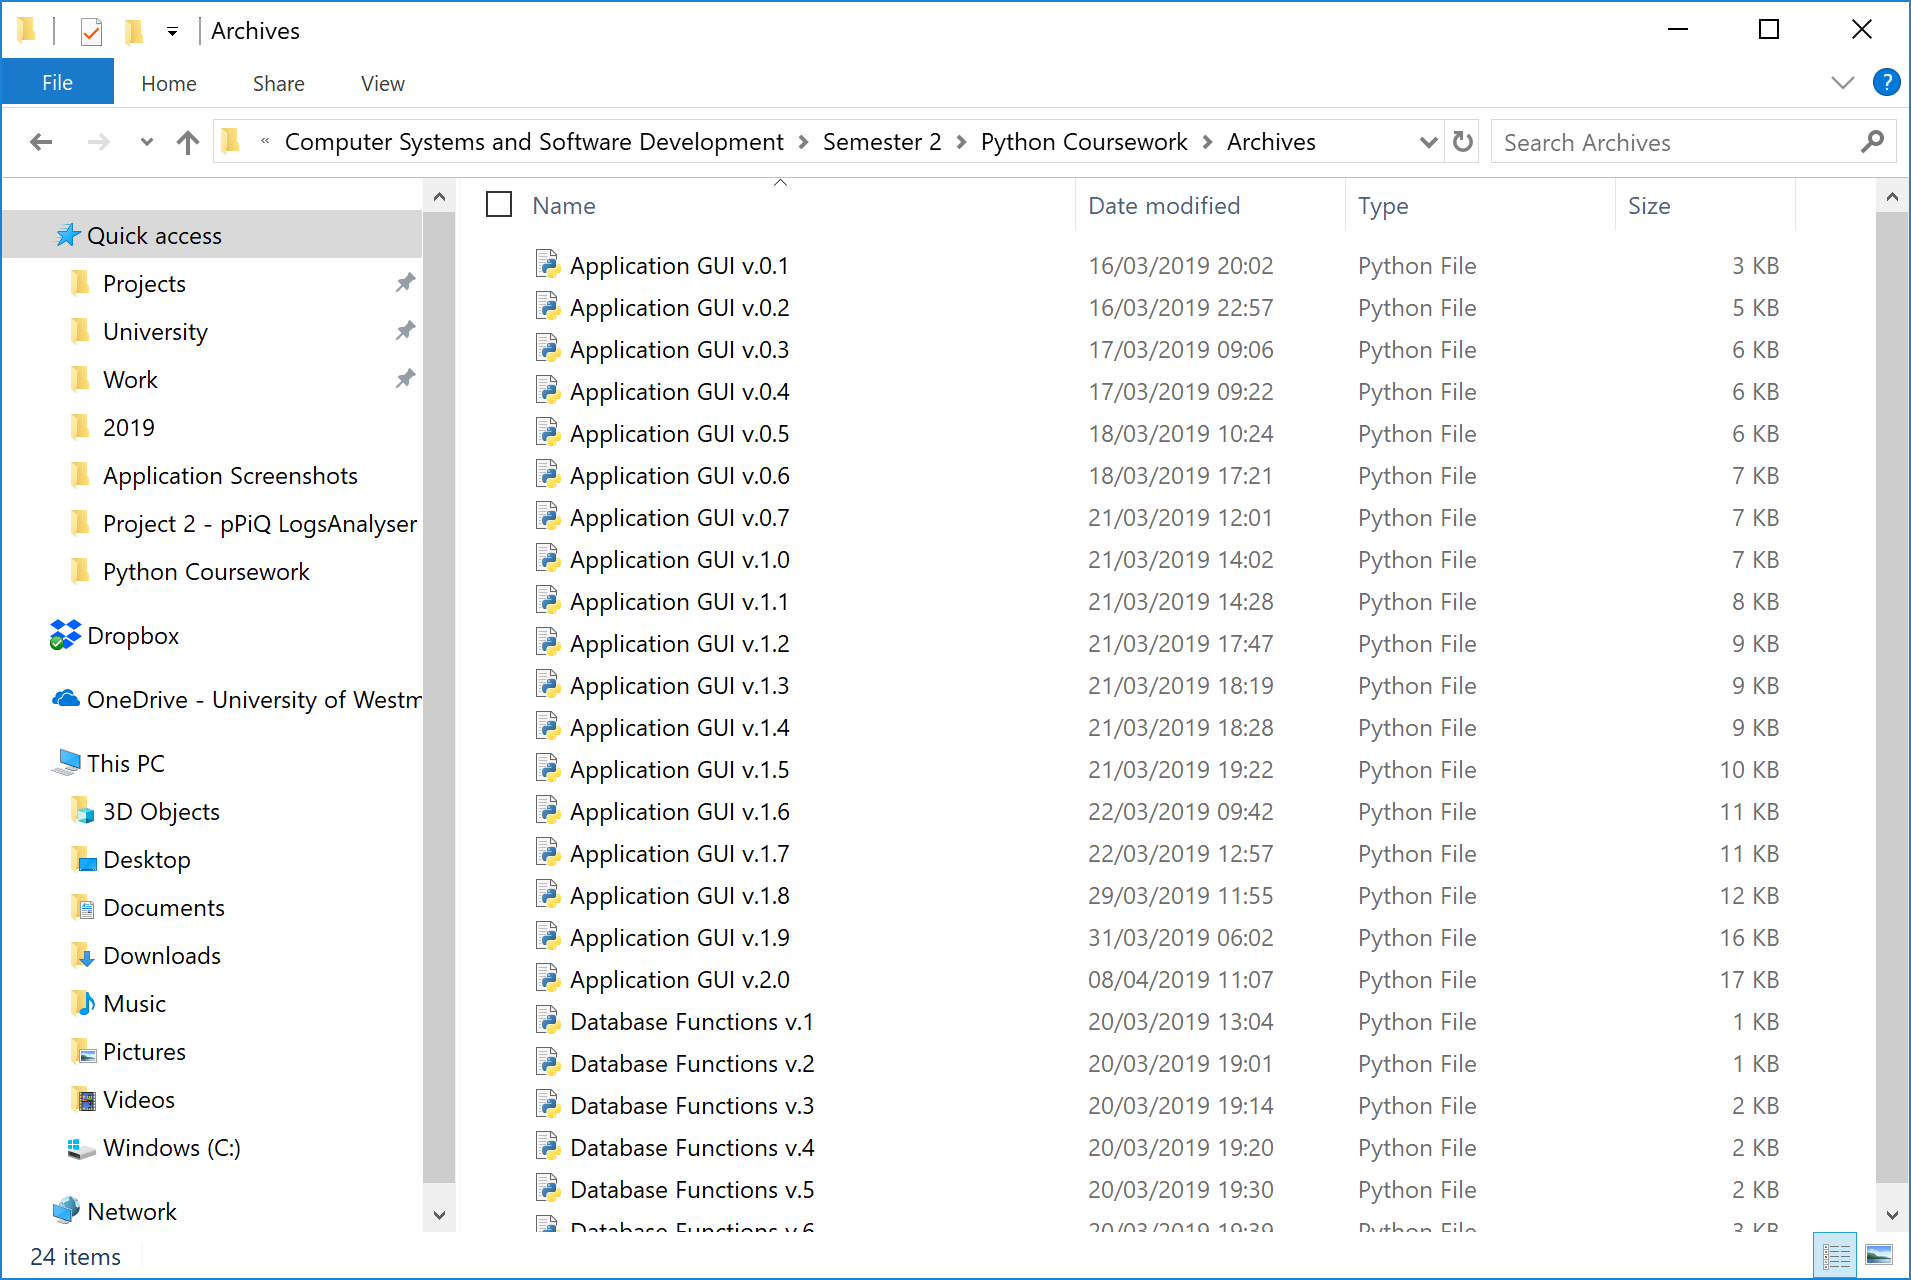 Archives
File Home Share View
?
« Computer Systems and Software Development > Semester 2 > Python Coursework > Archives
Search Archives
Quick access
Projects
University
Work
2019
Application Screenshots
Project 2 - pPiQ LogsAnalyser
Python Coursework
Dropbox
OneDrive - University of Westm
This PC
3D Objects
Desktop
Documents
Downloads
Music
Pictures
Videos
Windows (C:)
Network
Name Date modified Type Size
Application GUI v.0.1 16/03/2019 20:02 Python File 3 KB
Application GUI v.0.2 16/03/2019 22:57 Python File 5 KB
Application GUI v.0.3 17/03/2019 09:06 Python File 6 KB
Application GUI v.0.4 17/03/2019 09:22 Python File 6 KB
Application GUI v.0.5 18/03/2019 10:24 Python File 6 KB
Application GUI v.0.6 18/03/2019 17:21 Python File 7 KB
Application GUI v.0.7 21/03/2019 12:01 Python File 7 KB
Application GUI v.1.0 21/03/2019 14:02 Python File 7 KB
Application GUI v.1.1 21/03/2019 14:28 Python File 8 KB
Application GUI v.1.2 21/03/2019 17:47 Python File 9 KB
Application GUI v.1.3 21/03/2019 18:19 Python File 9 KB
Application GUI v.1.4 21/03/2019 18:28 Python File 9 KB
Application GUI v.1.5 21/03/2019 19:22 Python File 10 KB
Application GUI v.1.6 22/03/2019 09:42 Python File 11 KB
Application GUI v.1.7 22/03/2019 12:57 Python File 11 KB
Application GUI v.1.8 29/03/2019 11:55 Python File 12 KB
Application GUI v.1.9 31/03/2019 06:02 Python File 16 KB
Application GUI v.2.0 08/04/2019 11:07 Python File 17 KB
Database Functions v.1 20/03/2019 13:04 Python File 1 KB
Database Functions v.2 20/03/2019 19:01 Python File 1 KB
Database Functions v.3 20/03/2019 19:14 Python File 2 KB
Database Functions v.4 20/03/2019 19:20 Python File 2 KB
Database Functions v.5 20/03/2019 19:30 Python File 2 KB
Database Functions v.6 20/03/2019 19:39 Python File 3 KB
24 items